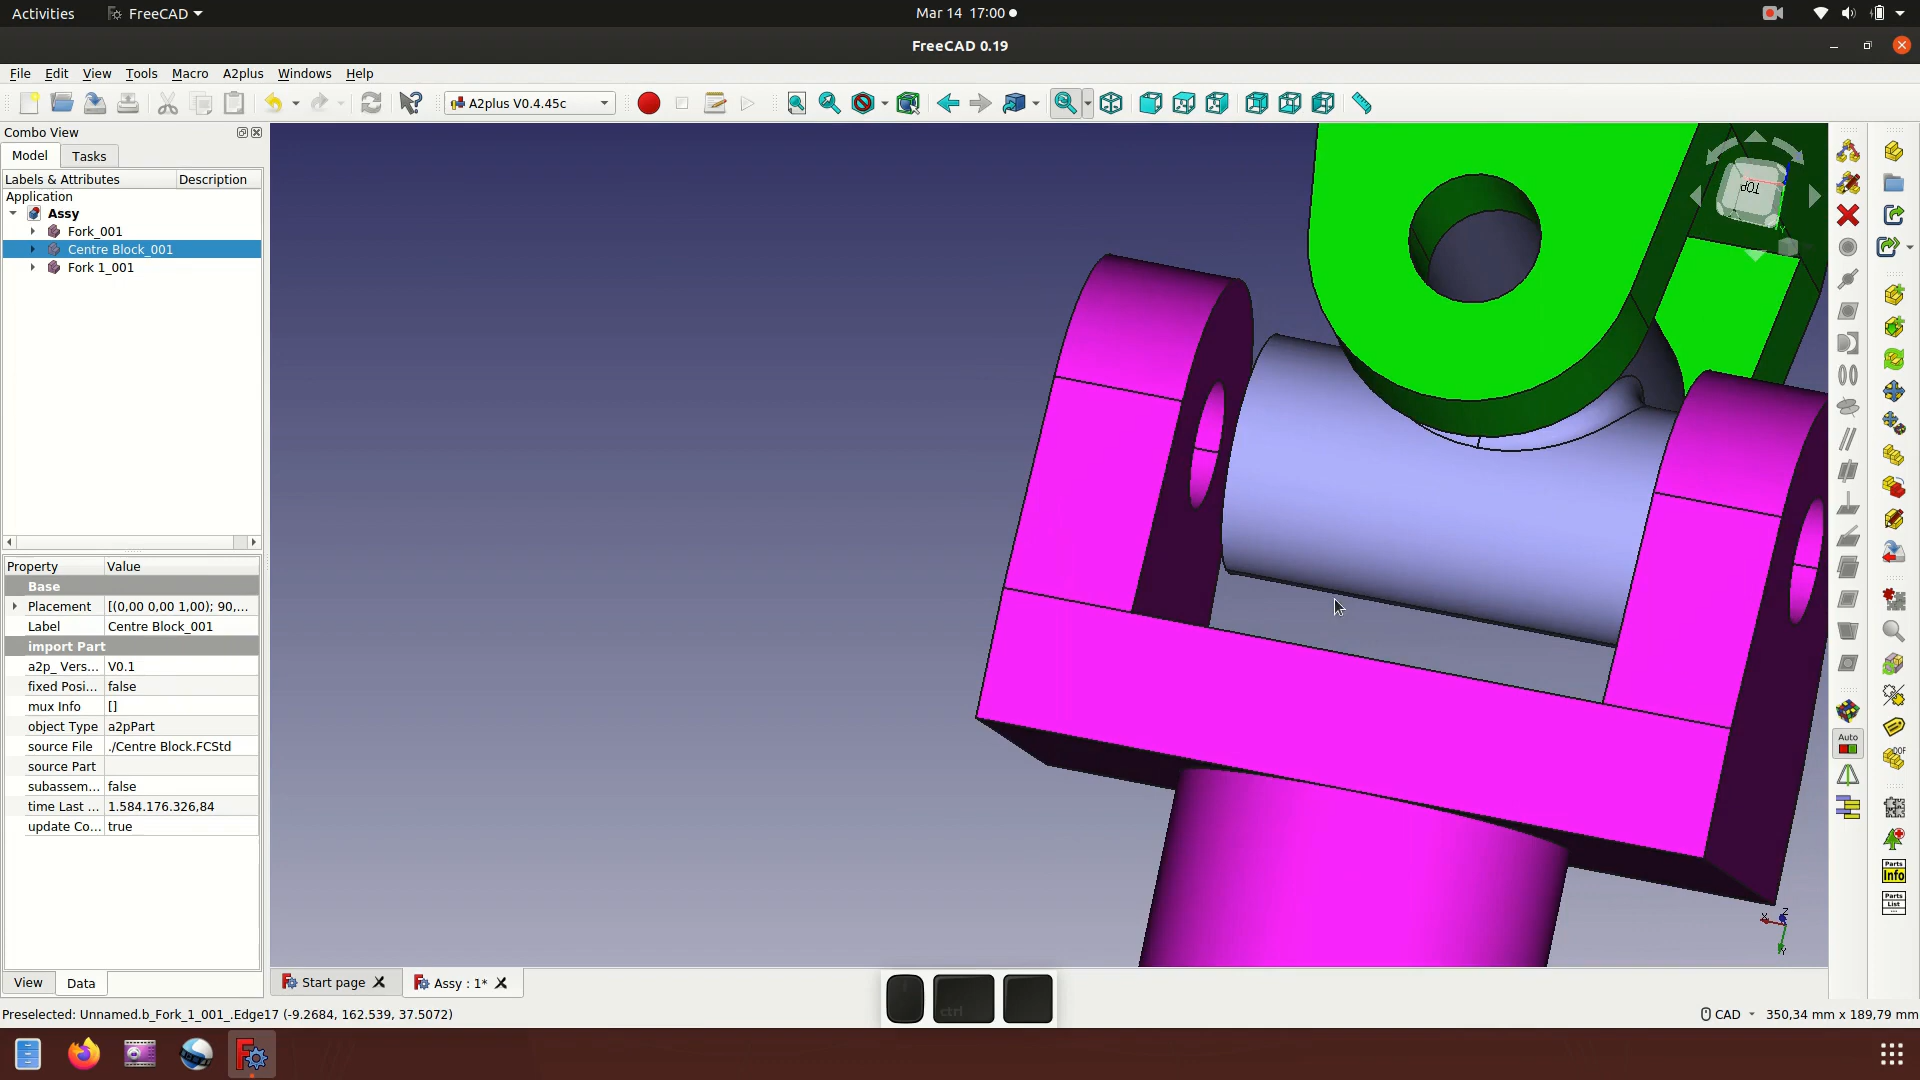 Activities
FreeCAD
Mar 14  17:00
FreeCAD 0.19
File Edit View Tools Macro A2plus Windows Help
A2plus V0.4.45c
Combo View
Model Tasks
Labels & Attributes Description
Application
Assy
Fork_001
Centre Block_001
Fork 1_001
Property Value
Base
Placement [(0,00 0,00 1,00); 90,...
Label Centre Block_001
import Part
a2p_ Vers... V0.1
fixed Posi... false
mux Info []
object Type a2pPart
source File ./Centre Block.FCStd
source Part
subassem... false
time Last ... 1.584.176.326,84
update Co... true
View Data
TOP
Y
X
Z
Y
Auto
DOF
Parts
Info
Parts
List
...
Start page
Assy : 1*
ctrl
Preselected: Unnamed.b_Fork_1_001_.Edge17 (-9.2684, 162.539, 37.5072)
CAD
350,34 mm x 189,79 mm